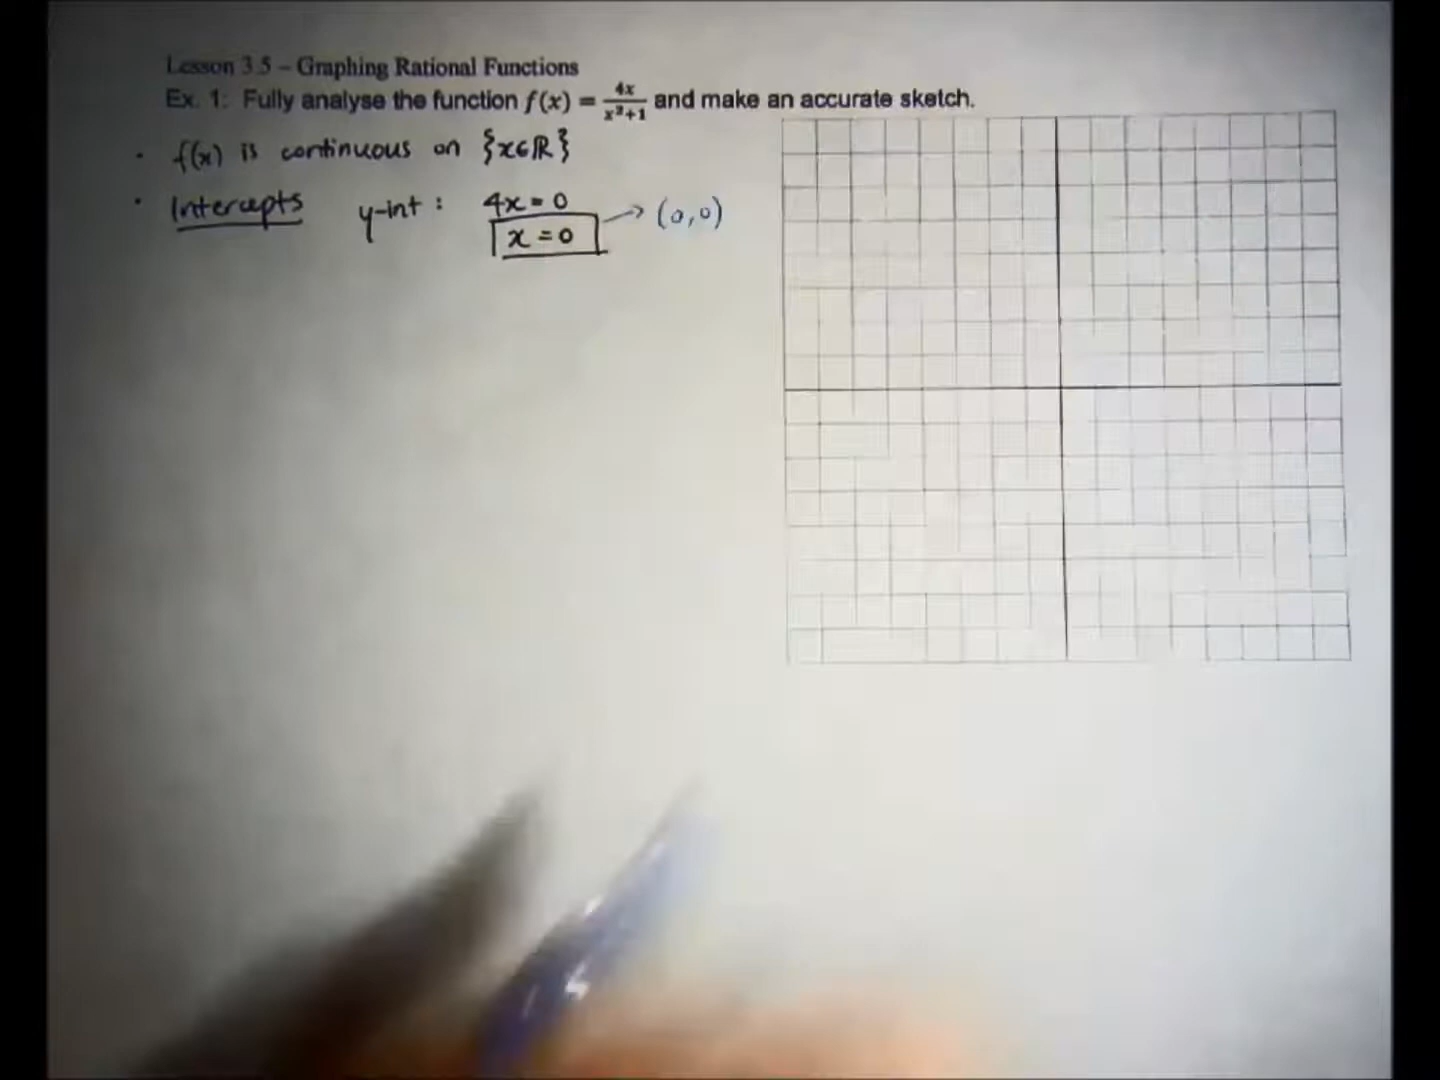 Lesson 3.5 – Graphing Rational Functions
Ex. 1: Fully analyse the function f(x) = 4x/(x²+1) and make an accurate sketch.
· f(x) is continuous on {x∈ℝ}
· Intercepts y-int : 4x = 0 → (0,0)
x = 0